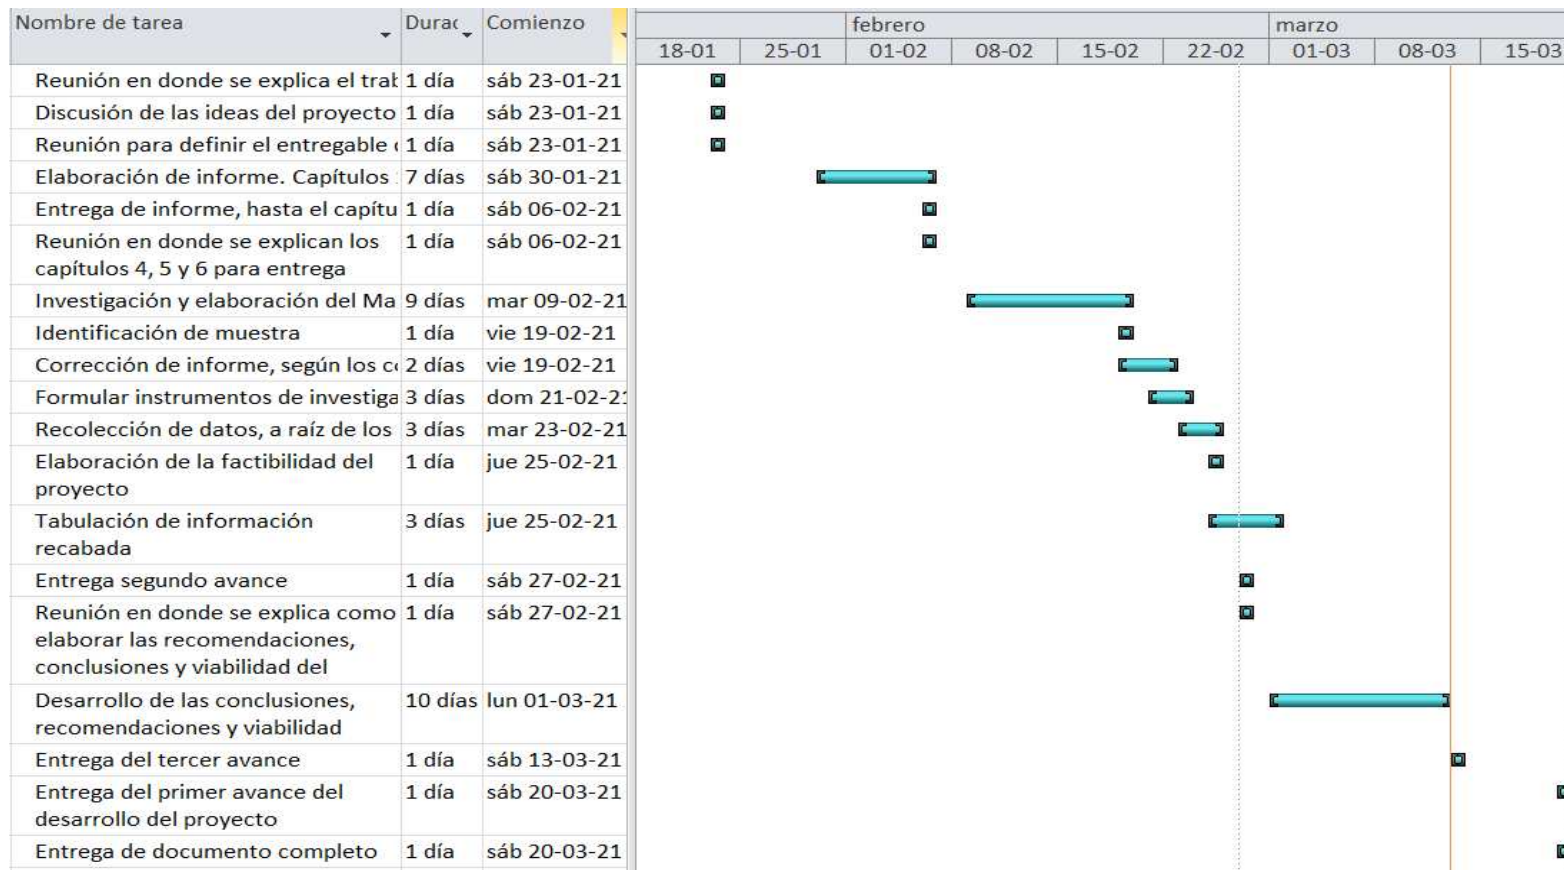 Nombre de tarea Durac Comienzo
febrero marzo
18-01 25-01 01-02 08-02 15-02 22-02 01-03 08-03 15-03
Reunión en donde se explica el tral 1 día sáb 23-01-21
Discusión de las ideas del proyecto 1 día sáb 23-01-21
Reunión para definir el entregable 1 día sáb 23-01-21
Elaboración de informe. Capítulos 7 días sáb 30-01-21
Entrega de informe, hasta el capítu 1 día sáb 06-02-21
Reunión en donde se explican los 1 día sáb 06-02-21
capítulos 4, 5 y 6 para entrega
Investigación y elaboración del Ma 9 días mar 09-02-21
Identificación de muestra 1 día vie 19-02-21
Corrección de informe, según los 2 días vie 19-02-21
Formular instrumentos de investiga 3 días dom 21-02-21
Recolección de datos, a raíz de los 3 días mar 23-02-21
Elaboración de la factibilidad del 1 día jue 25-02-21
proyecto
Tabulación de información 3 días jue 25-02-21
recabada
Entrega segundo avance 1 día sáb 27-02-21
Reunión en donde se explica como 1 día sáb 27-02-21
elaborar las recomendaciones,
conclusiones y viabilidad del
Desarrollo de las conclusiones, 10 días lun 01-03-21
recomendaciones y viabilidad
Entrega del tercer avance 1 día sáb 13-03-21
Entrega del primer avance del 1 día sáb 20-03-21
desarrollo del proyecto
Entrega de documento completo 1 día sáb 20-03-21